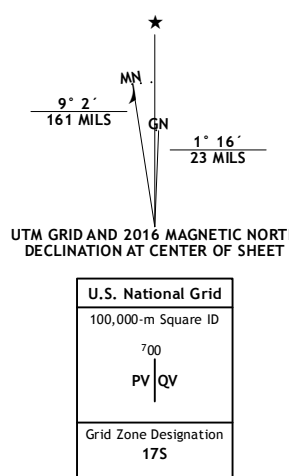 ★
MN
GN
9° 2´
161 MILS
1° 16´
23 MILS
UTM GRID AND 2016 MAGNETIC NORT
DECLINATION AT CENTER OF SHEET
U.S. National Grid
100,000-m Square ID
⁷00
PV QV
Grid Zone Designation
17S